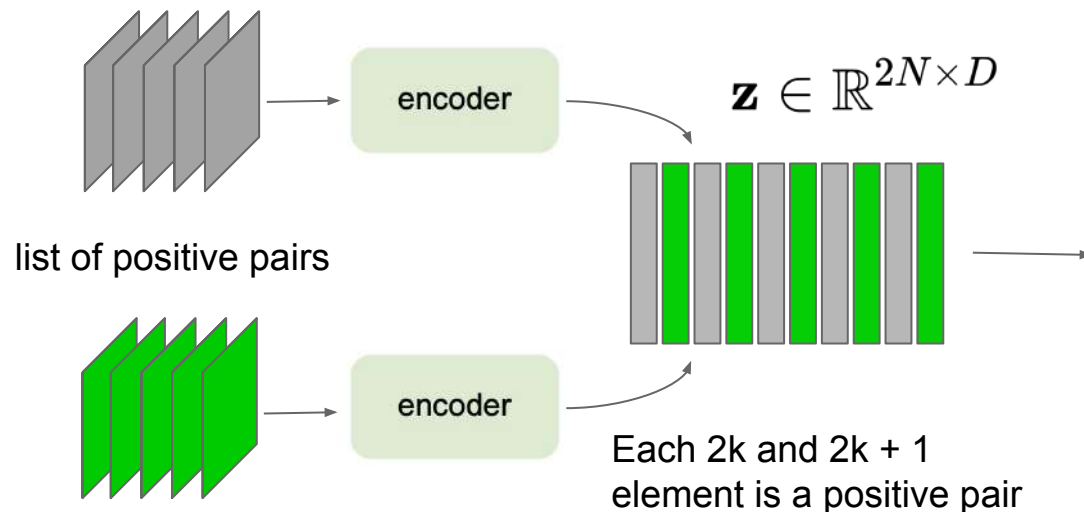 encoder
𝐳 ∈ ℝ^{2N×D}
list of positive pairs
encoder
Each 2k and 2k + 1
element is a positive pair